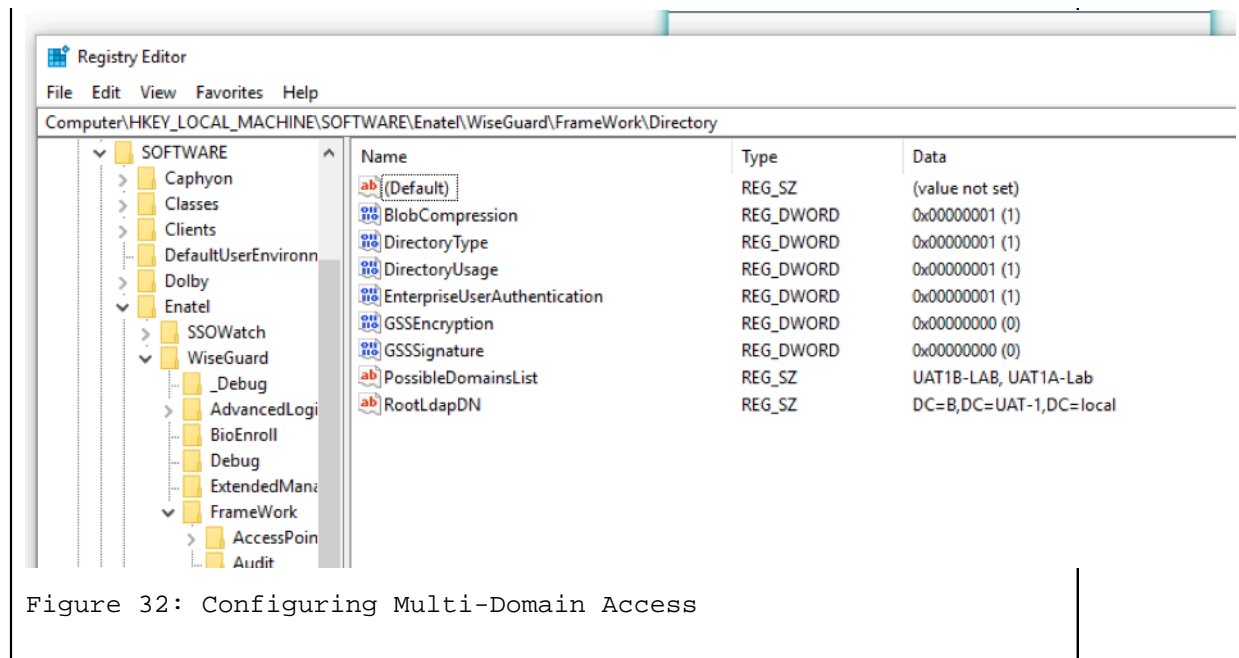 Registry Editor
File Edit View Favorites Help
Computer\HKEY_LOCAL_MACHINE\SOFTWARE\Enatel\WiseGuard\FrameWork\Directory
SOFTWARE
Caphyon
Classes
Clients
DefaultUserEnvironn
Dolby
Enatel
SSOWatch
WiseGuard
_Debug
AdvancedLogi
BioEnroll
Debug
ExtendedMana
FrameWork
AccessPoin
Audit
Name Type Data
(Default) REG_SZ (value not set)
BlobCompression REG_DWORD 0x00000001 (1)
DirectoryType REG_DWORD 0x00000001 (1)
DirectoryUsage REG_DWORD 0x00000001 (1)
EnterpriseUserAuthentication REG_DWORD 0x00000001 (1)
GSSEncryption REG_DWORD 0x00000000 (0)
GSSSignature REG_DWORD 0x00000000 (0)
PossibleDomainsList REG_SZ UAT1B-LAB, UAT1A-Lab
RootLdapDN REG_SZ DC=B,DC=UAT-1,DC=local
Figure 32: Configuring Multi-Domain Access